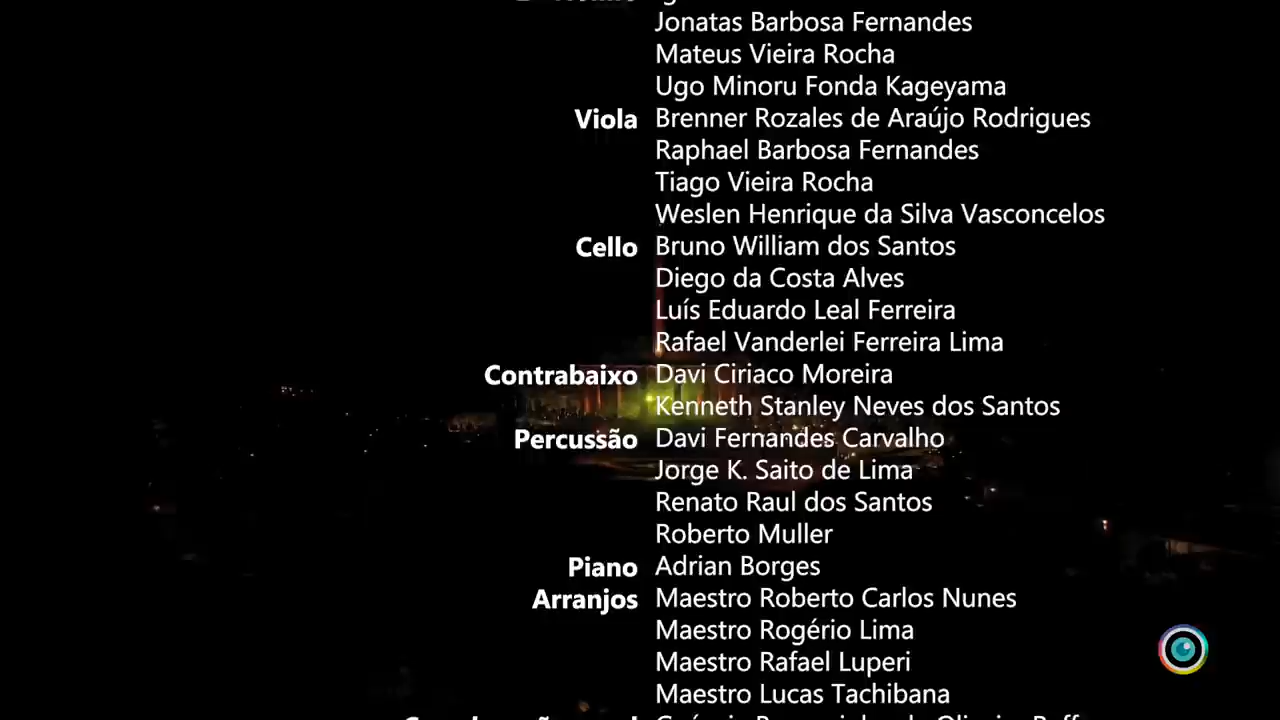 Jonatas Barbosa Fernandes
Mateus Vieira Rocha
Ugo Minoru Fonda Kageyama
Viola Brenner Rozales de Araújo Rodrigues
Raphael Barbosa Fernandes
Tiago Vieira Rocha
Weslen Henrique da Silva Vasconcelos
Cello Bruno William dos Santos
Diego da Costa Alves
Luís Eduardo Leal Ferreira
Rafael Vanderlei Ferreira Lima
Contrabaixo Davi Ciriaco Moreira
Kenneth Stanley Neves dos Santos
Percussão Davi Fernandes Carvalho
Jorge K. Saito de Lima
Renato Raul dos Santos
Roberto Muller
Piano Adrian Borges
Arranjos Maestro Roberto Carlos Nunes
Maestro Rogério Lima
Maestro Rafael Luperi
Maestro Lucas Tachibana